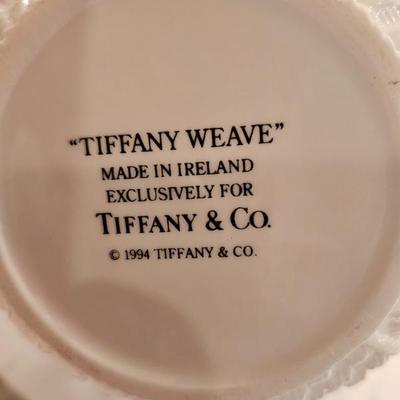 "TIFFANY WEAVE"
MADE IN IRELAND
EXCLUSIVELY FOR
TIFFANY & CO.
© 1994 TIFFANY & CO.